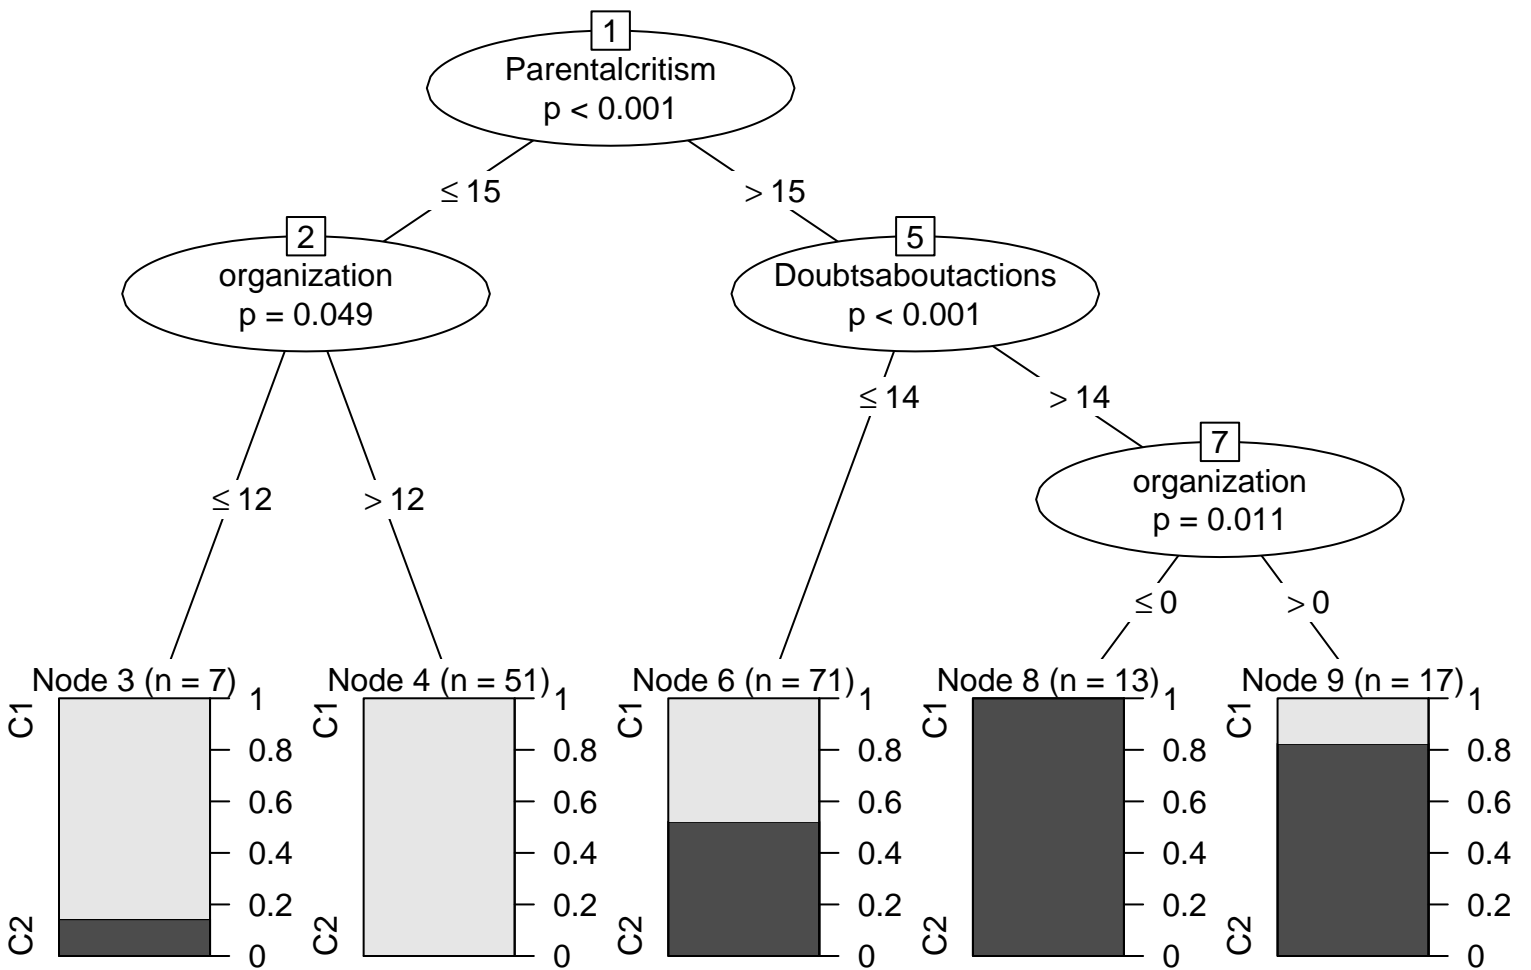 1
Parentalcritism
p < 0.001
≤ 15
> 15
2
organization
p = 0.049
5
Doubtsaboutactions
p < 0.001
≤ 14
> 14
7
organization
p = 0.011
≤ 12
> 12
≤ 0
> 0
Node 3 (n = 7)
C1
C2
1
0.8
0.6
0.4
0.2
0
Node 4 (n = 51)
C1
C2
1
0.8
0.6
0.4
0.2
0
Node 6 (n = 71)
C1
C2
1
0.8
0.6
0.4
0.2
0
Node 8 (n = 13)
C1
C2
1
0.8
0.6
0.4
0.2
0
Node 9 (n = 17)
C1
C2
1
0.8
0.6
0.4
0.2
0